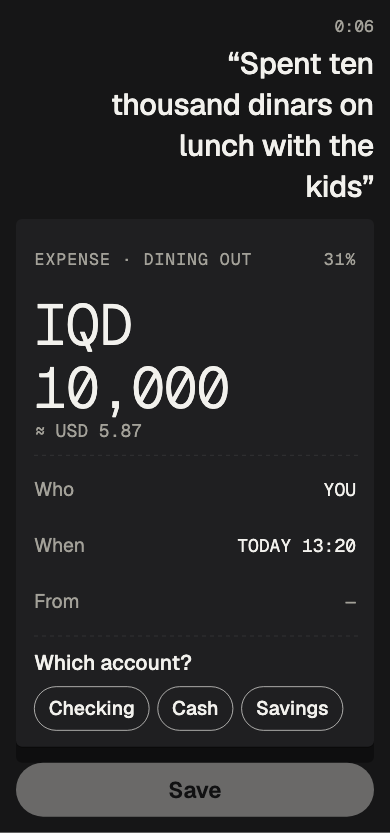 0:06
“Spent ten
thousand dinars on
lunch with the
kids”
EXPENSE · DINING OUT 31%
IQD
10,000
≈ USD 5.87
Who YOU
When TODAY 13:20
From –
Which account?
Checking Cash Savings
Save